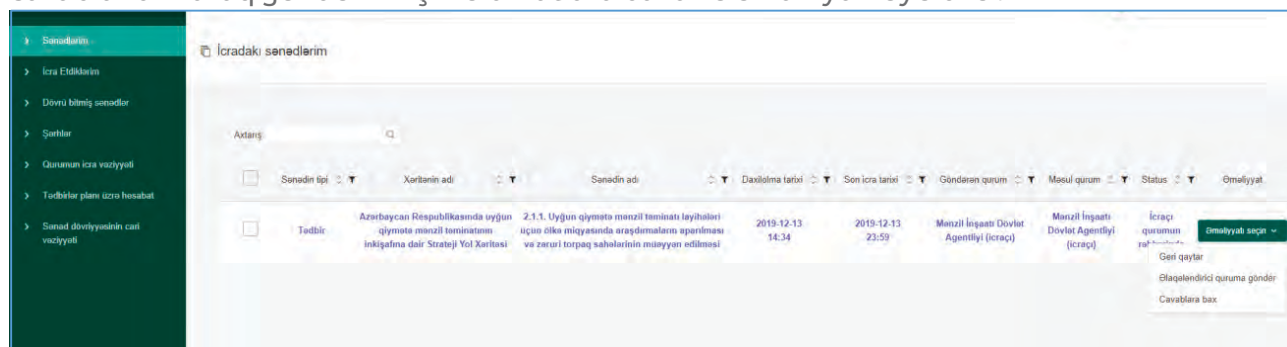 Sənədlərim
İcra Etdiklərim
Dövrü bitmiş sənədlər
Şərhlər
Qurumun icra vəziyyəti
Tədbirlər planı üzrə hesabat
Sənəd dövriyyəsinin cari
vəziyyəti
İcradakı sənədlərim
Axtarış
Sənədin tipi Xəritənin adı Sənədin adı Daxilolma tarixi Son icra tarixi Göndərən qurum Məsul qurum Status Əməliyyat
Tədbir
Azərbaycan Respublikasında uyğun
qiymətə mənzil təminatının
inkişafına dair Strateji Yol Xəritəsi
2.1.1. Uyğun qiymətə mənzil təminatı layihələri
üçün ölkə miqyasında araşdırmaların aparılması
və zəruri torpaq sahələrinin müəyyən edilməsi
2019-12-13
14:34
2019-12-13
23:59
Mənzil İnşaatı Dövlət
Agentliyi (icraçı)
Mənzil İnşaatı
Dövlət Agentliyi
(icraçı)
İcraçı
qurumun
Əməliyyatı seçin
Geri qaytar
Əlaqələndirici quruma göndər
Cavablara bax